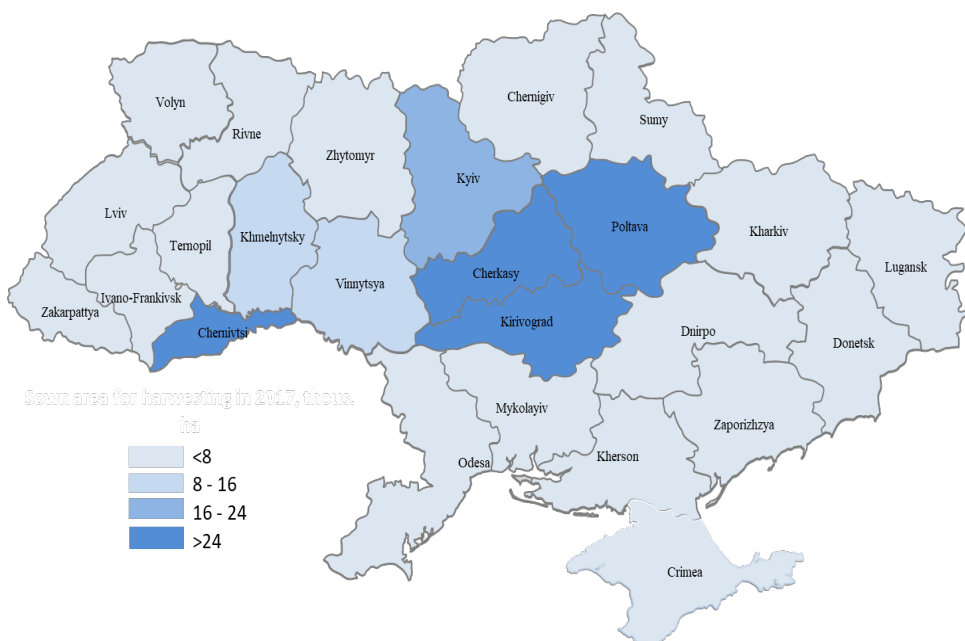 Chernigiv
Volyn
Sumy
Rivne
Zhytomyr
Kyiv
Lviv
Ternopil
Khmelnytsky
Poltava
Kharkiv
Lugansk
Cherkasy
Vinnytsya
Ivano-Frankivsk
Zakarpattya
Chernivtsi
Kirivograd
Dnirpo
Donetsk
Sown area for harwesting in 2017, thous.
ha
Mykolayiv
Zaporizhzya
Odesa
Kherson
<8
8 - 16
16 - 24
>24
Crimea